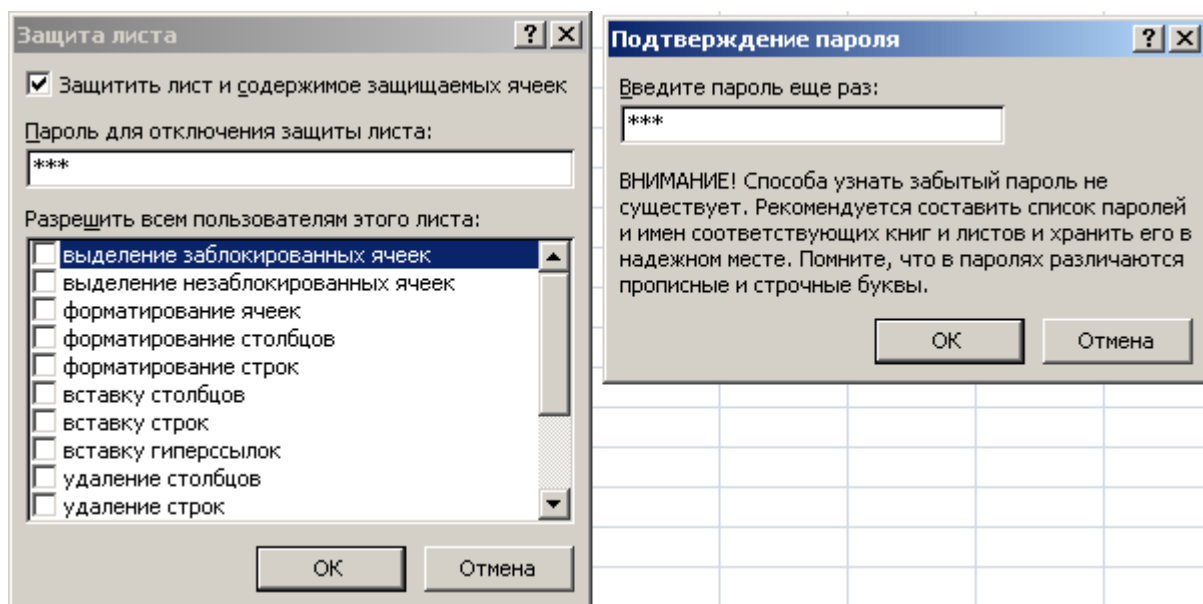 Защита листа
Защитить лист и содержимое защищаемых ячеек
Пароль для отключения защиты листа:
***
Разрешить всем пользователям этого листа:
выделение заблокированных ячеек
выделение незаблокированных ячеек
форматирование ячеек
форматирование столбцов
форматирование строк
вставку столбцов
вставку строк
вставку гиперссылок
удаление столбцов
удаление строк
ОК
Отмена
Подтверждение пароля
Введите пароль еще раз:
***
ВНИМАНИЕ! Способа узнать забытый пароль не
существует. Рекомендуется составить список паролей
и имен соответствующих книг и листов и хранить его в
надежном месте. Помните, что в паролях различаются
прописные и строчные буквы.
ОК
Отмена